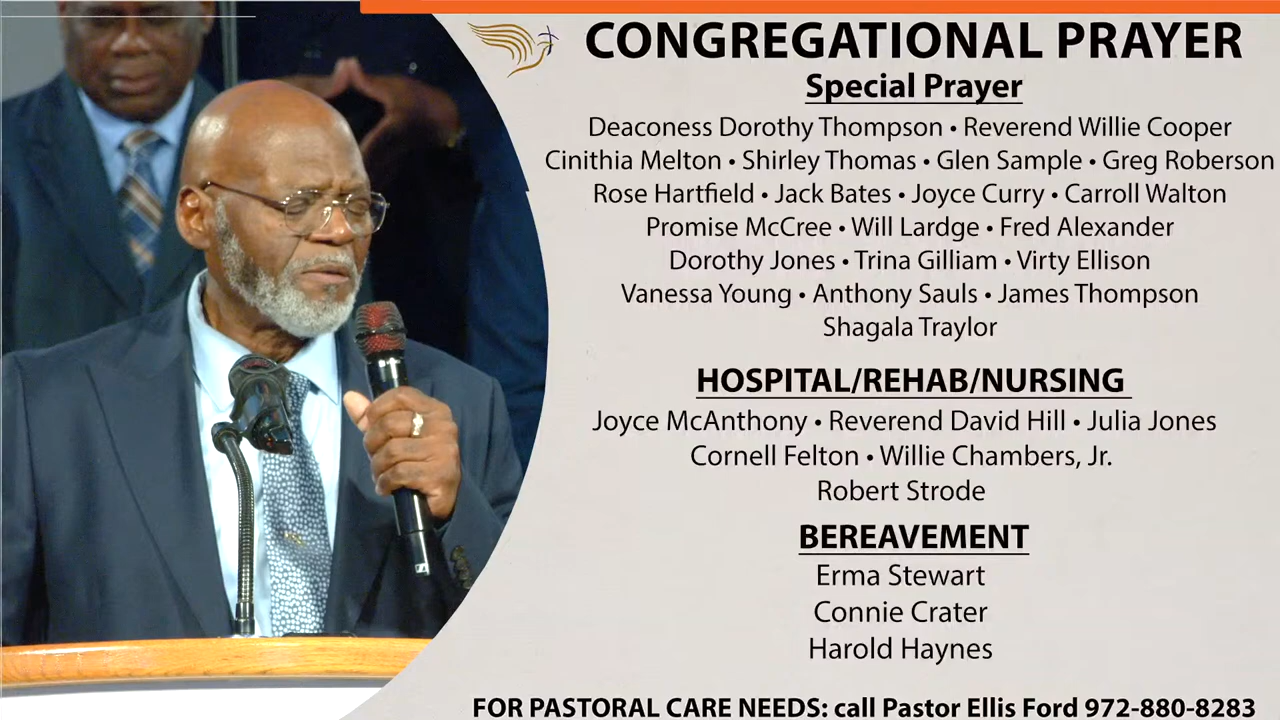 CONGREGATIONAL PRAYER
Special Prayer
Deaconess Dorothy Thompson • Reverend Willie Cooper
Cinithia Melton • Shirley Thomas • Glen Sample • Greg Roberson
Rose Hartfield • Jack Bates • Joyce Curry • Carroll Walton
Promise McCree • Will Lardge • Fred Alexander
Dorothy Jones • Trina Gilliam • Virty Ellison
Vanessa Young • Anthony Sauls • James Thompson
Shagala Traylor
HOSPITAL/REHAB/NURSING
Joyce McAnthony • Reverend David Hill • Julia Jones
Cornell Felton • Willie Chambers, Jr.
Robert Strode
BEREAVEMENT
Erma Stewart
Connie Crater
Harold Haynes
FOR PASTORAL CARE NEEDS: call Pastor Ellis Ford 972-880-8283